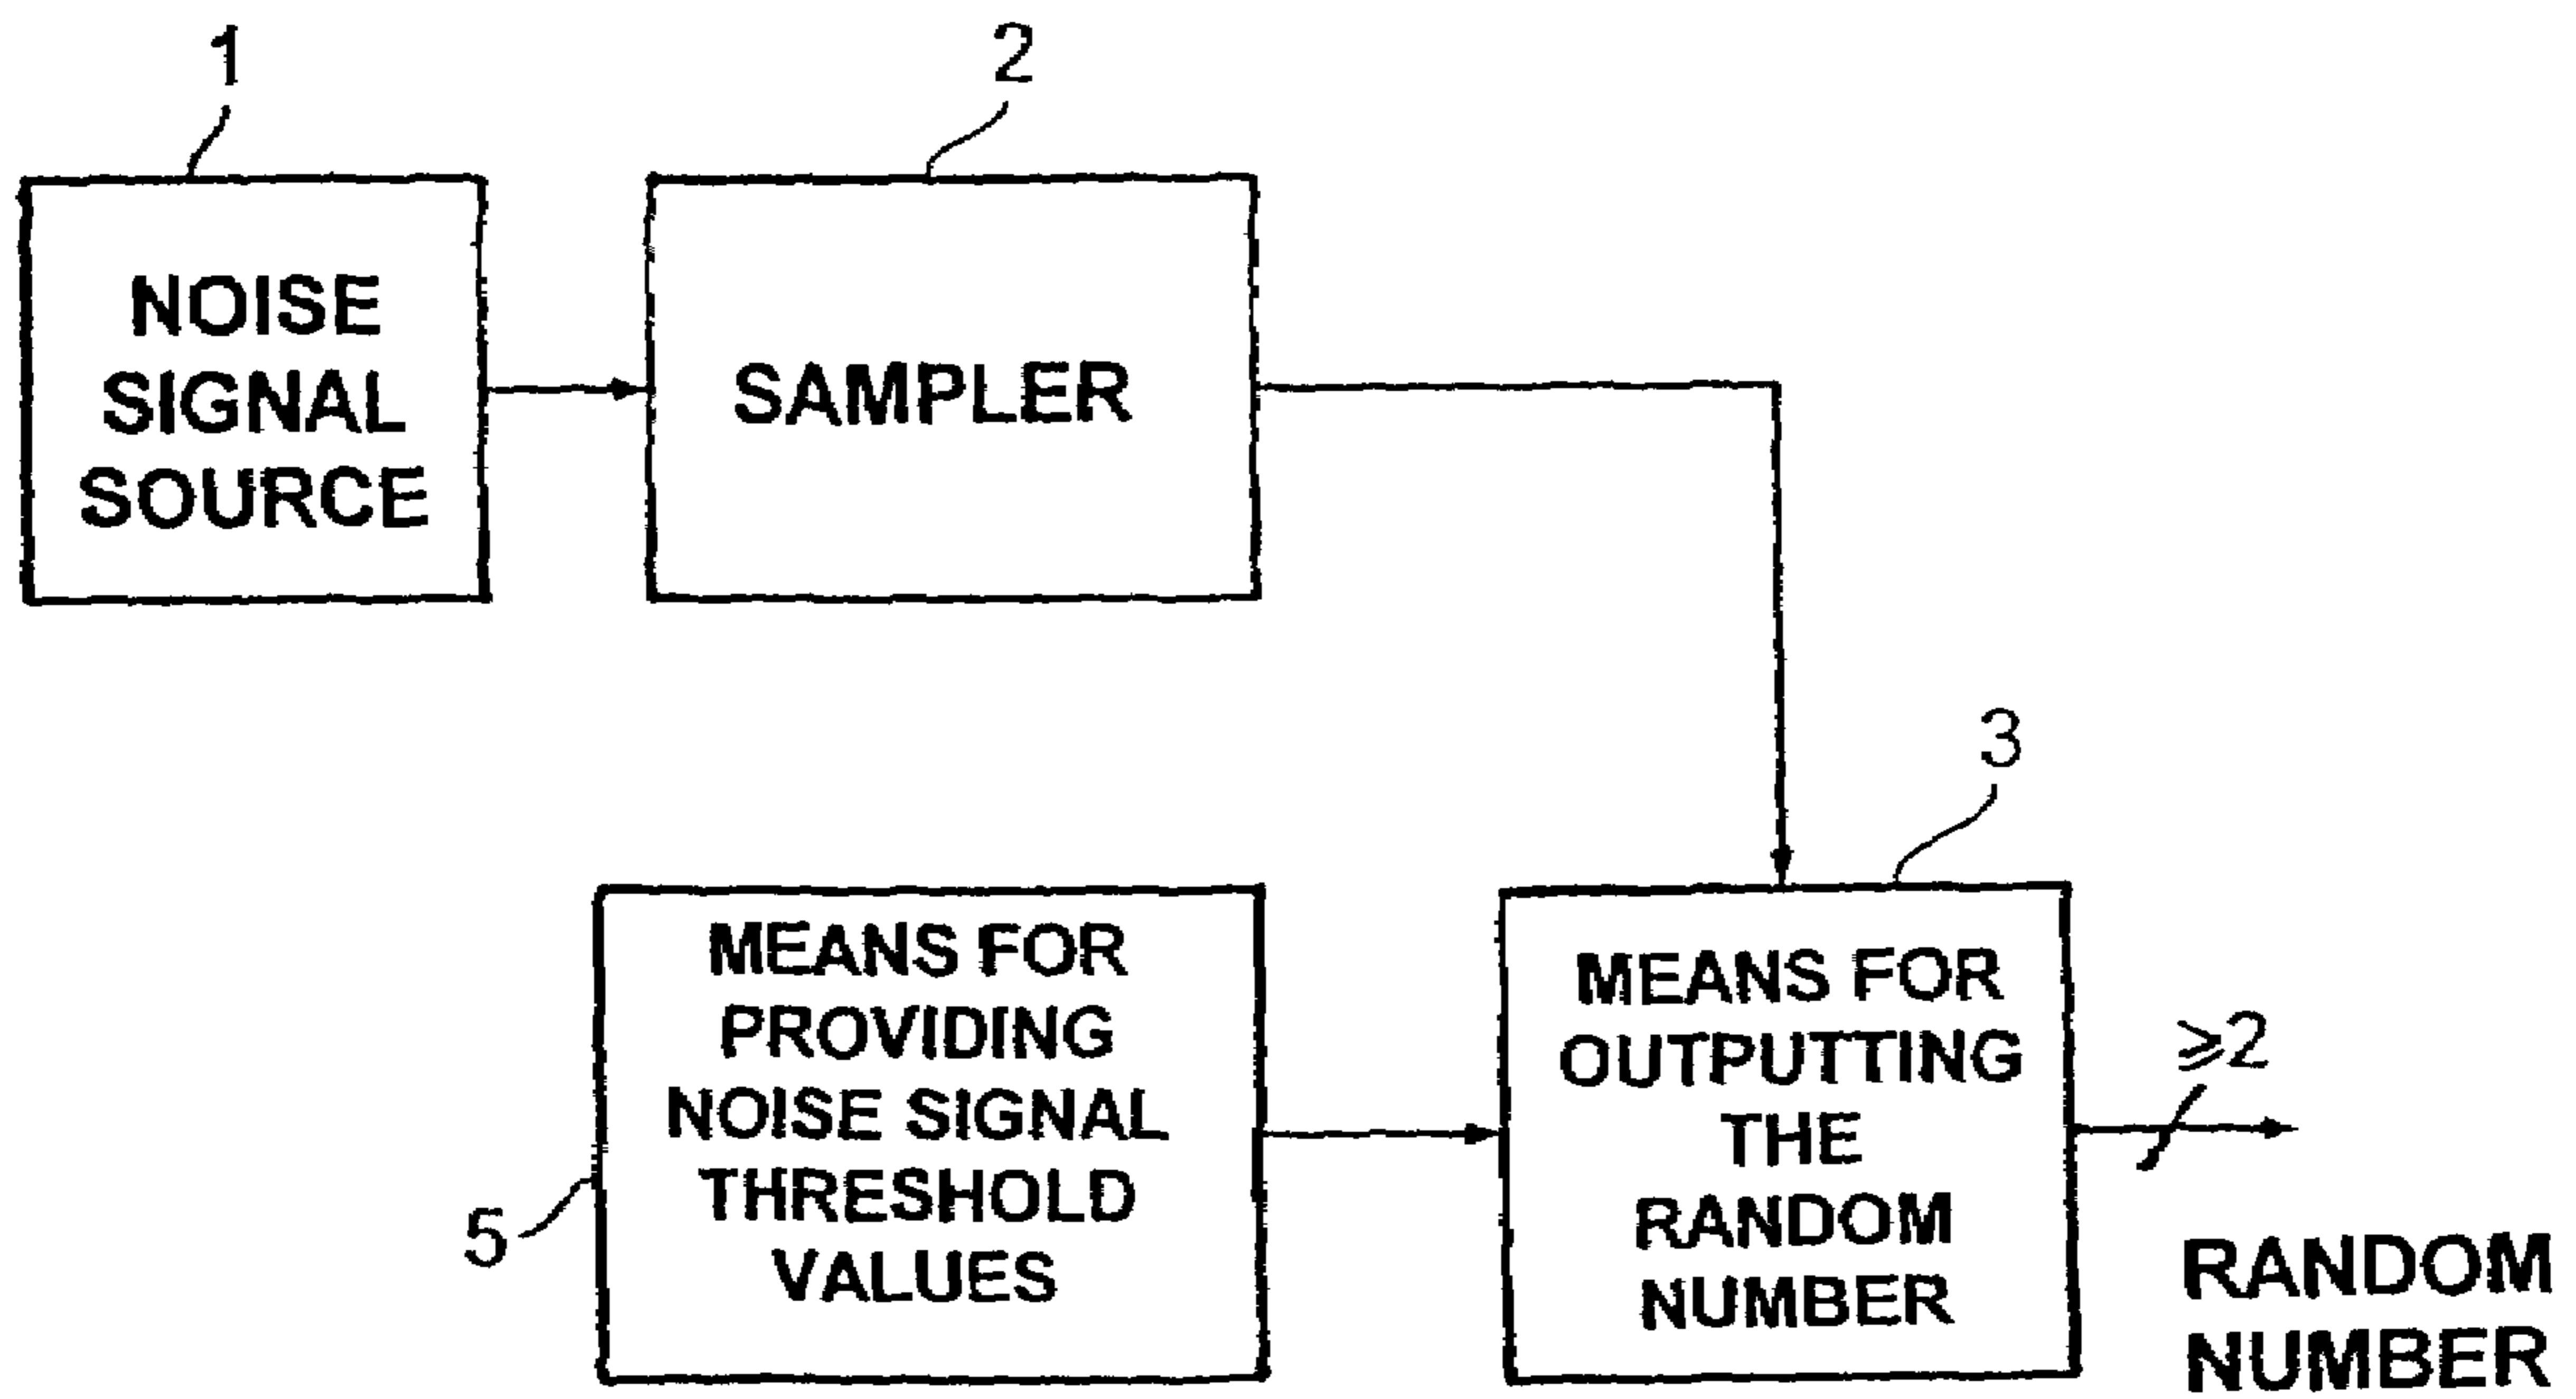 1
2
NOISE
SIGNAL
SOURCE
SAMPLER
3
MEANS FOR
PROVIDING
NOISE SIGNAL
THRESHOLD
VALUES
5
MEANS FOR
OUTPUTTING
THE
RANDOM
NUMBER
⩾2
RANDOM
NUMBER